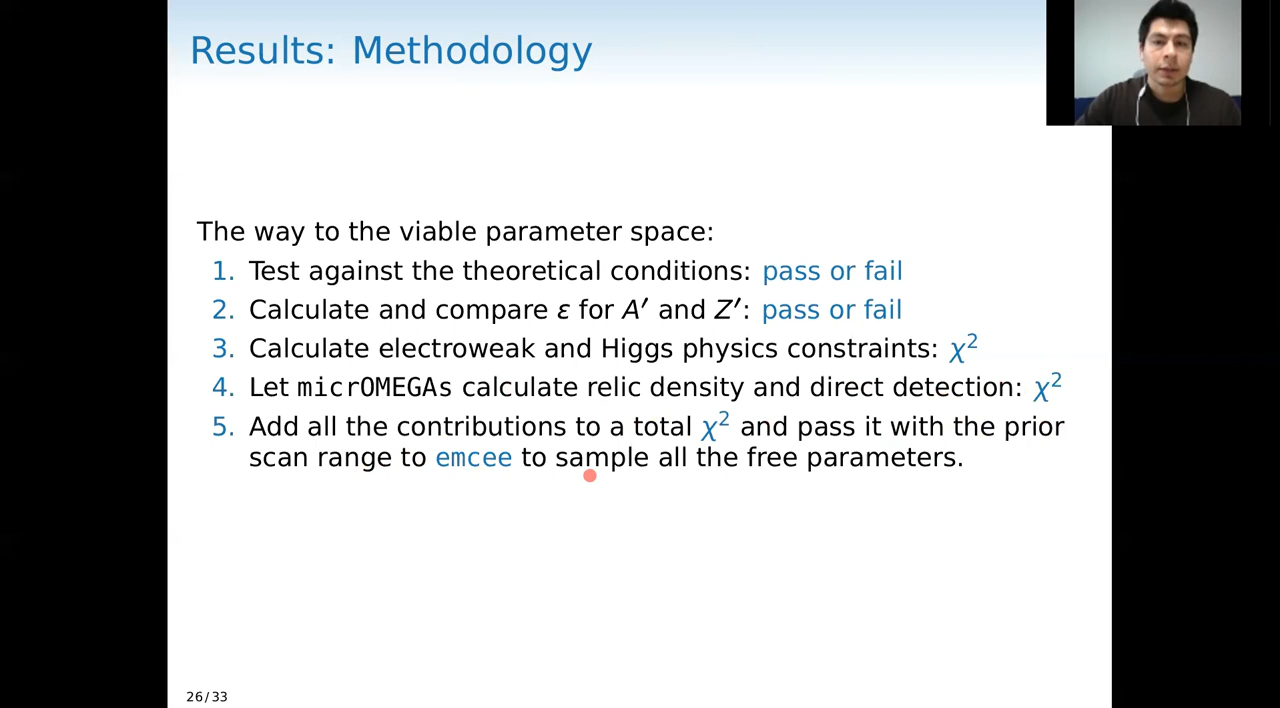 Results: Methodology
The way to the viable parameter space:
1. Test against the theoretical conditions: pass or fail
2. Calculate and compare ε for A′ and Z′: pass or fail
3. Calculate electroweak and Higgs physics constraints: χ²
4. Let micrOMEGAs calculate relic density and direct detection: χ²
5. Add all the contributions to a total χ² and pass it with the prior
scan range to emcee to sample all the free parameters.
26/33